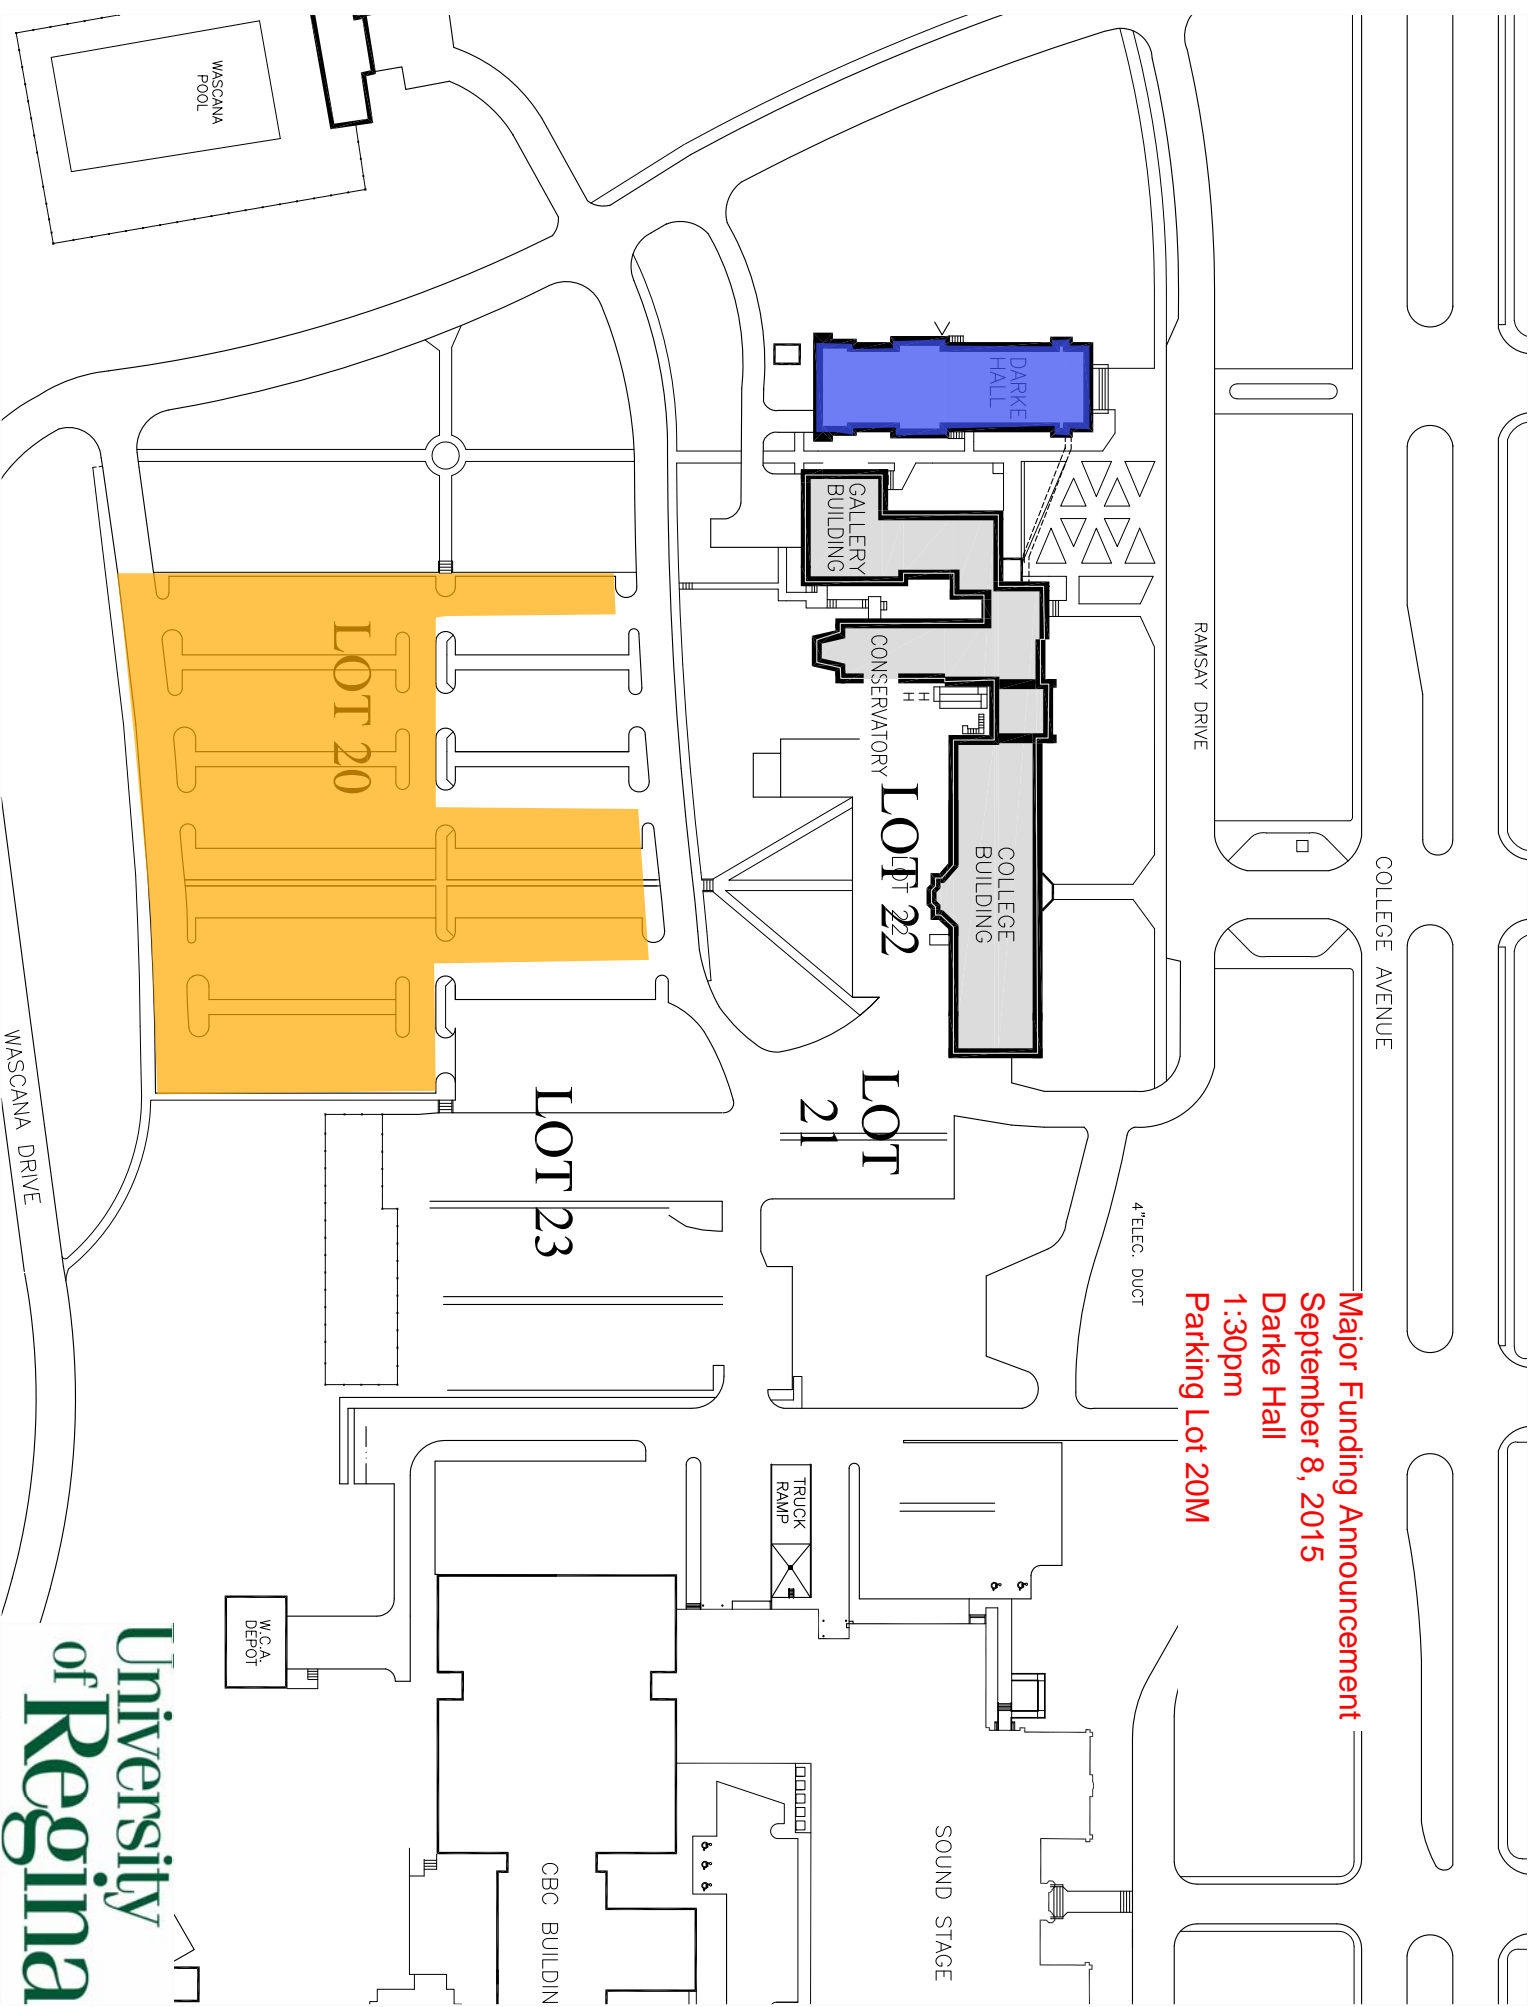 COLLEGE AVENUE
Major Funding Announcement
September 8, 2015
Darke Hall
1:30pm
Parking Lot 20M
RAMSAY DRIVE
4"ELEC. DUCT
DARKE
HALL
COLLEGE
BUILDING
SOUND STAGE
LOT 22
LOT 22
LOT
21
H
H
CONSERVATORY
GALLERY
BUILDING
TRUCK
RAMP
LOT 23
CBC BUILDIN
LOT 20
WASCANA
POOL
W.C.A.
DEPOT
WASCANA DRIVE
University
of Regina